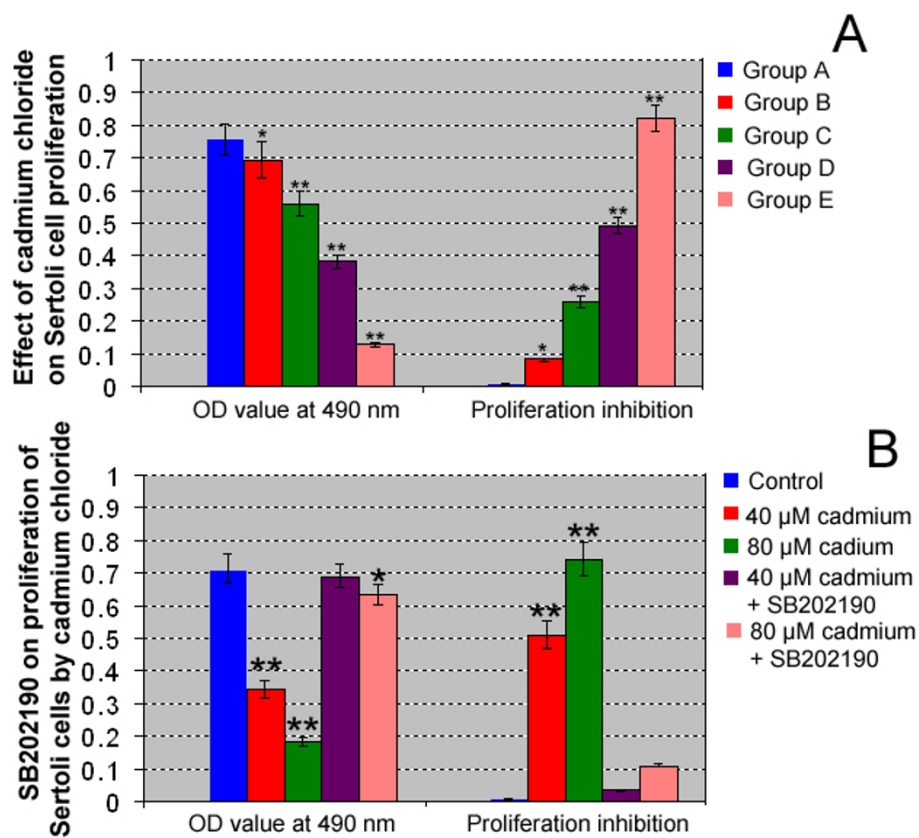 A
Effect of cadmium chloride
on Sertoli cell proliferation
1
0.9
0.8
0.7
0.6
0.5
0.4
0.3
0.2
0.1
0
*
**
**
**
*
**
**
**
OD value at 490 nm
Proliferation inhibition
Group A
Group B
Group C
Group D
Group E
B
SB202190 on proliferation of
Sertoli cells by cadmium chloride
1
0.9
0.8
0.7
0.6
0.5
0.4
0.3
0.2
0.1
0
**
**
*
**
**
OD value at 490 nm
Proliferation inhibition
Control
40 µM cadmium
80 µM cadium
40 µM cadmium
+ SB202190
80 µM cadmium
+ SB202190